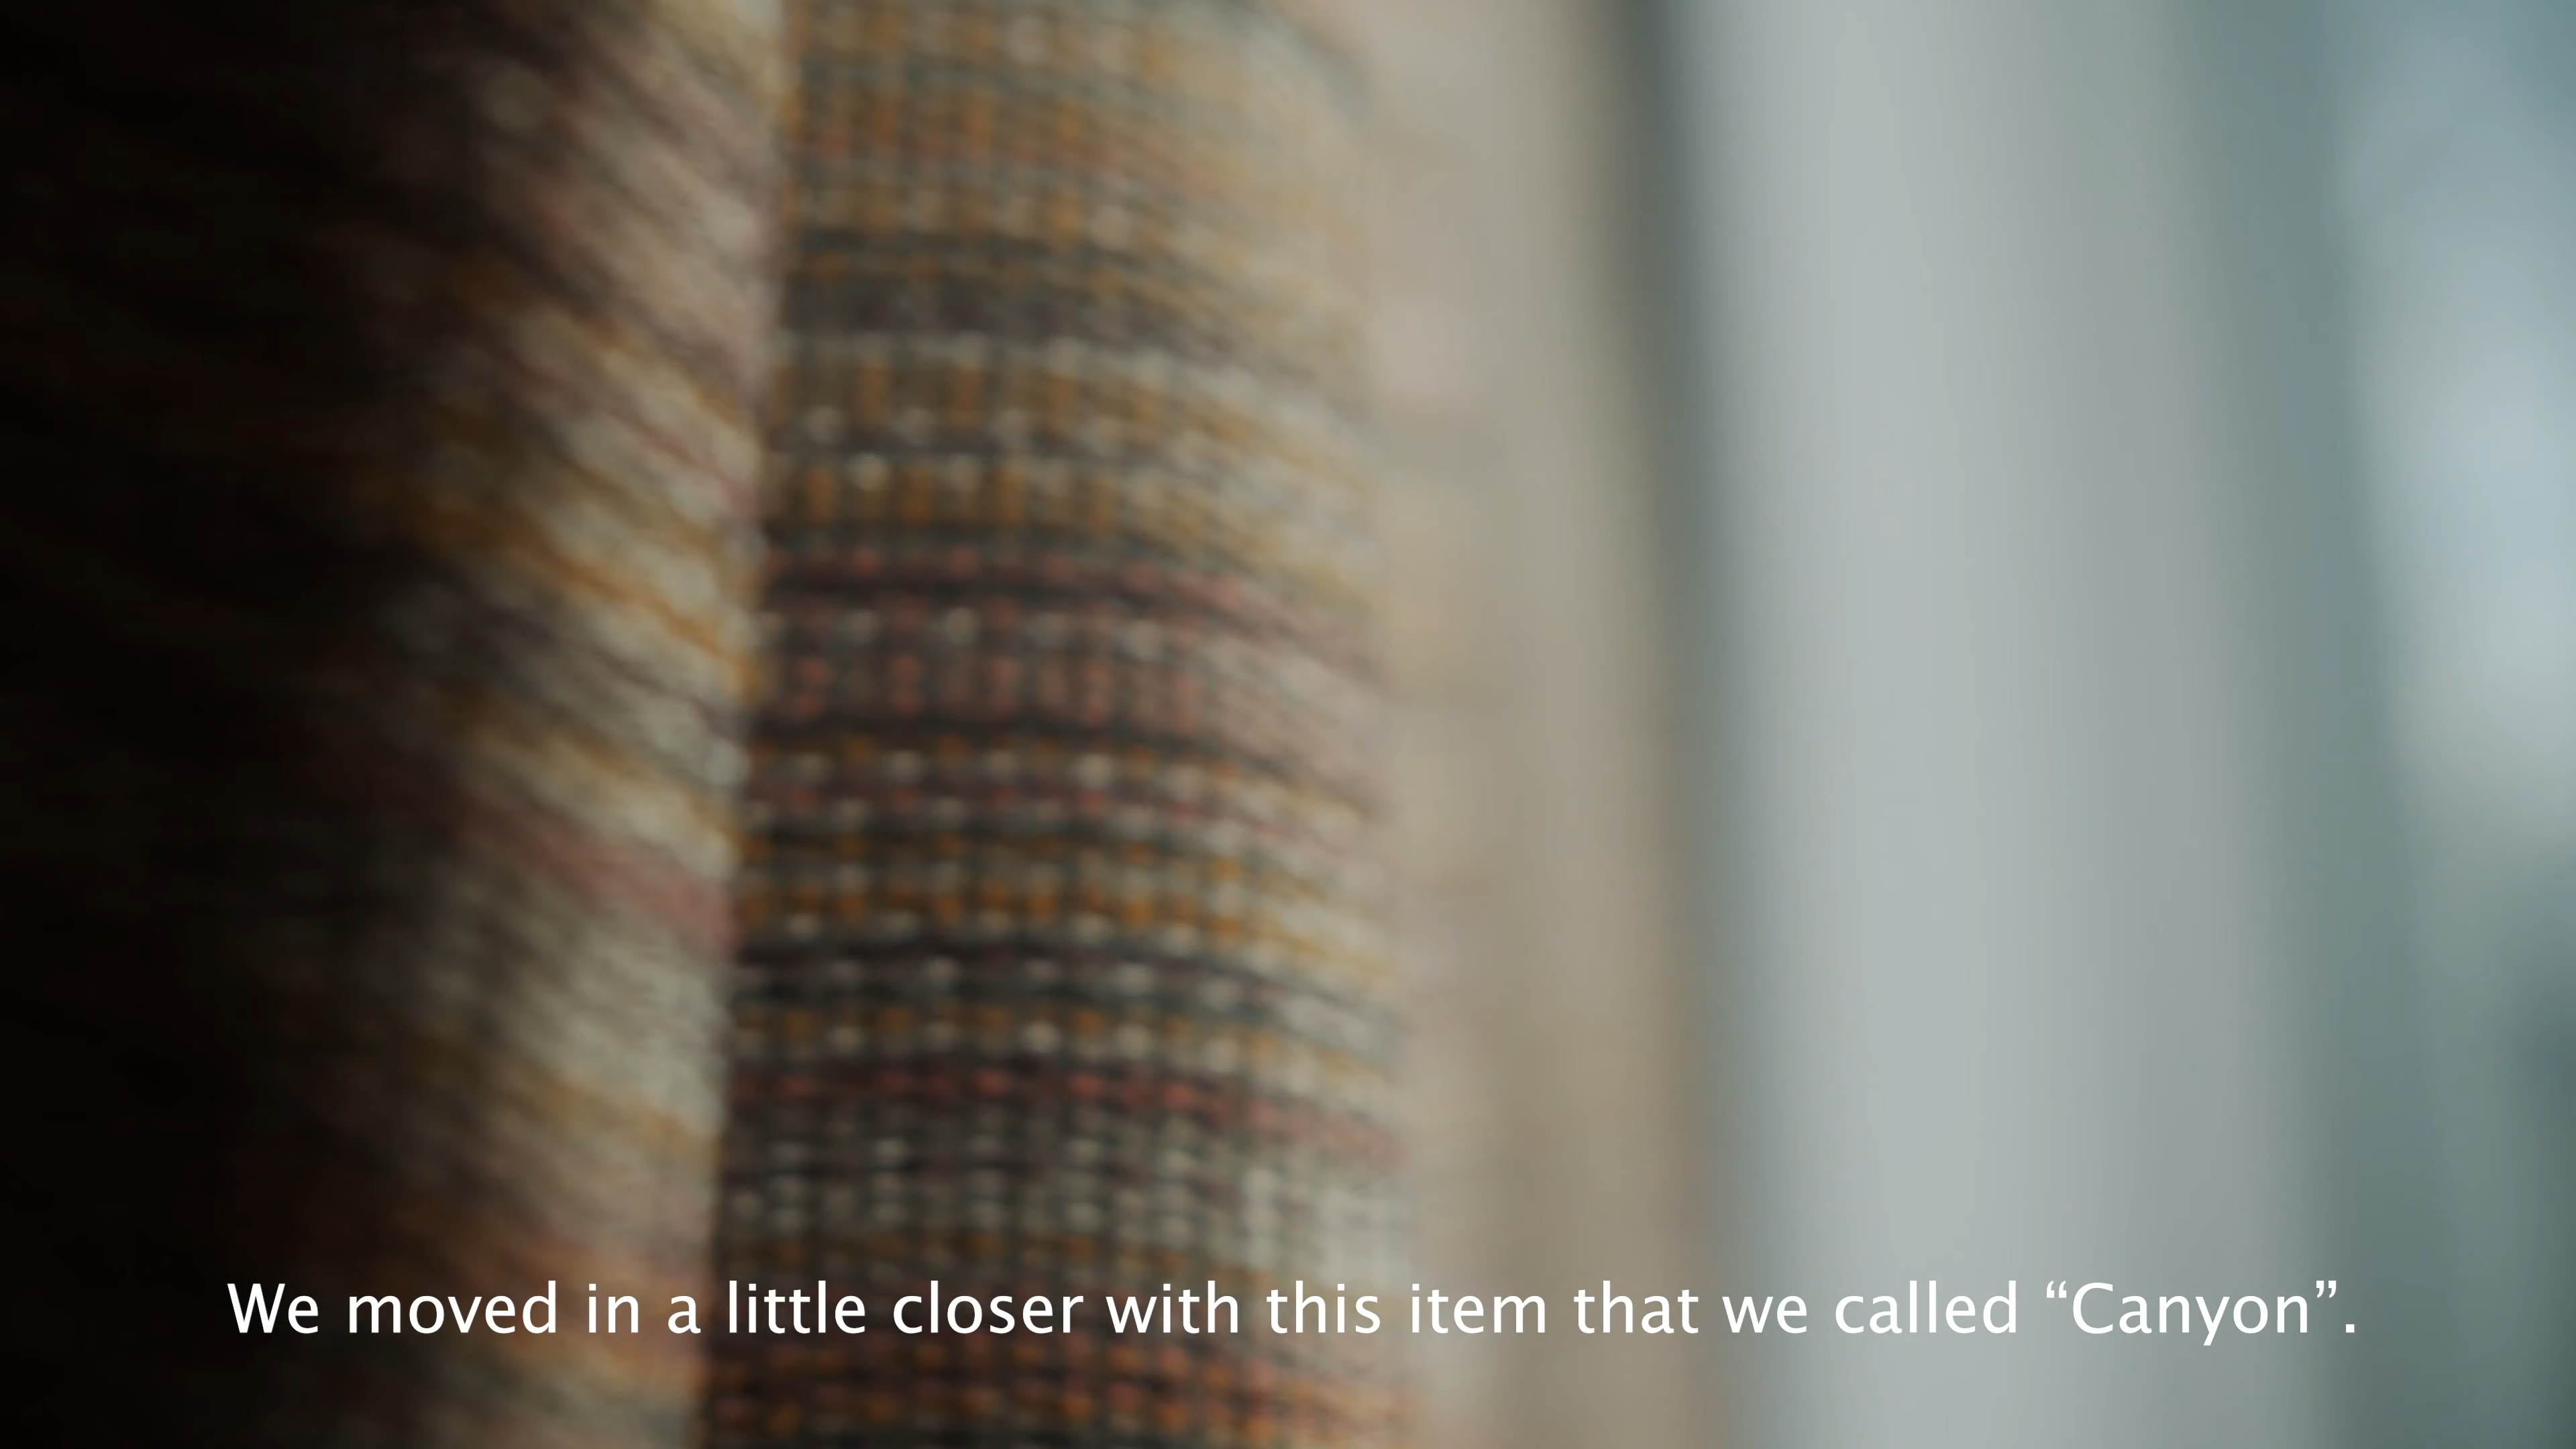 We moved in a little closer with this item that we called “Canyon”.